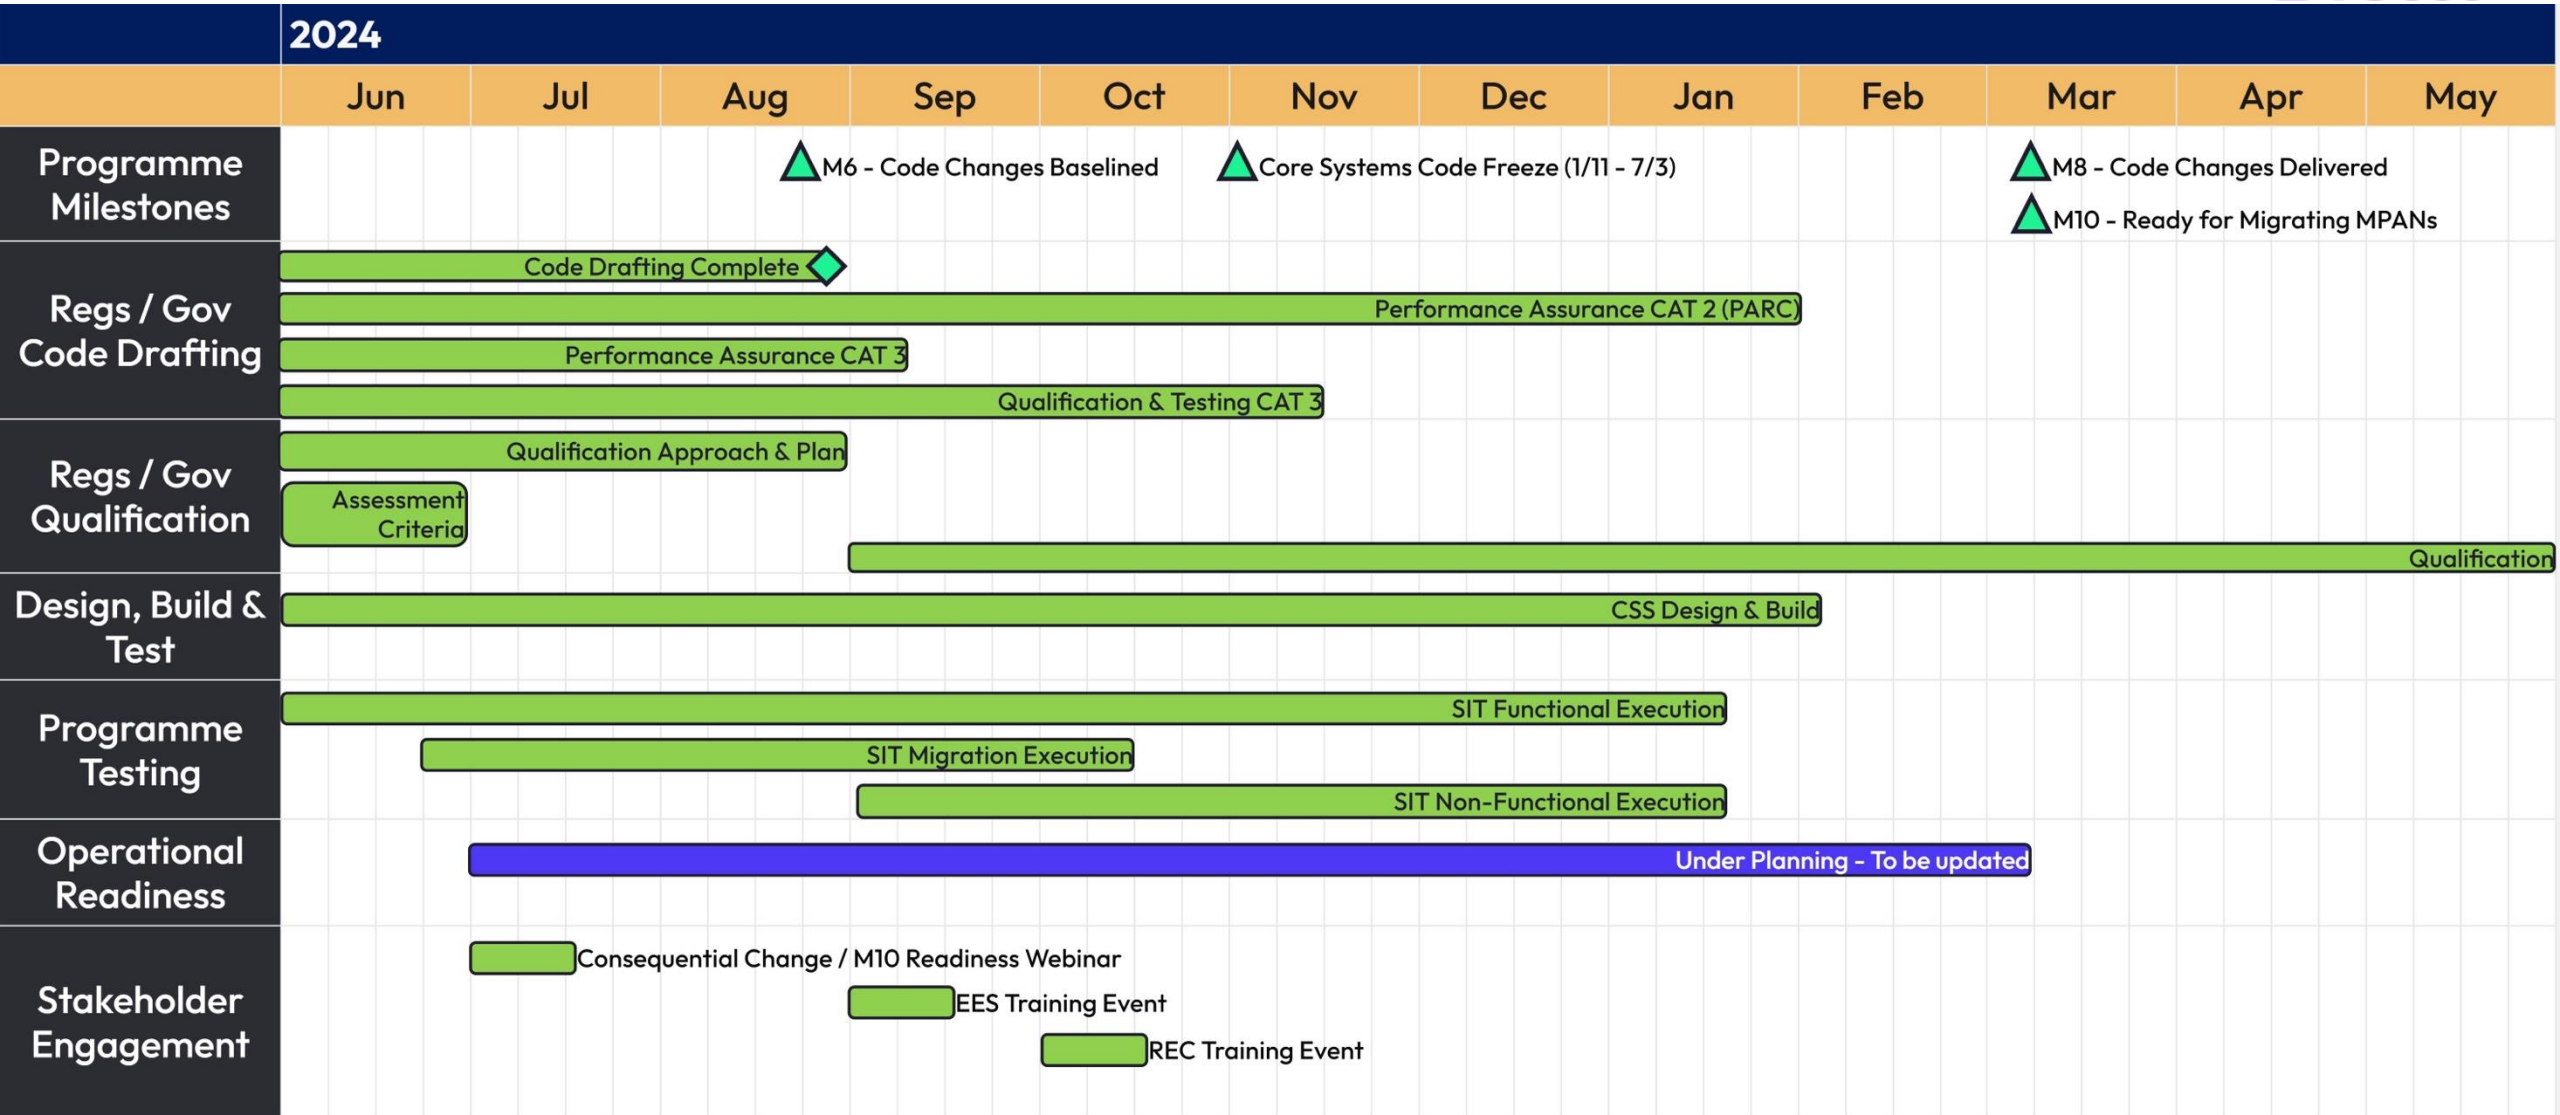 2024
Jun Jul Aug Sep Oct Nov Dec Jan Feb Mar Apr May
Programme
Milestones
M6 - Code Changes Baselined
Core Systems Code Freeze (1/11 - 7/3)
M8 - Code Changes Delivered
M10 - Ready for Migrating MPANs
Regs / Gov
Code Drafting
Code Drafting Complete
Performance Assurance CAT 2 (PARC)
Performance Assurance CAT 3
Qualification & Testing CAT 3
Regs / Gov
Qualification
Qualification Approach & Plan
Assessment
Criteria
Qualification
Design, Build &
Test
CSS Design & Build
Programme
Testing
SIT Functional Execution
SIT Migration Execution
SIT Non-Functional Execution
Operational
Readiness
Under Planning - To be updated
Stakeholder
Engagement
Consequential Change / M10 Readiness Webinar
EES Training Event
REC Training Event